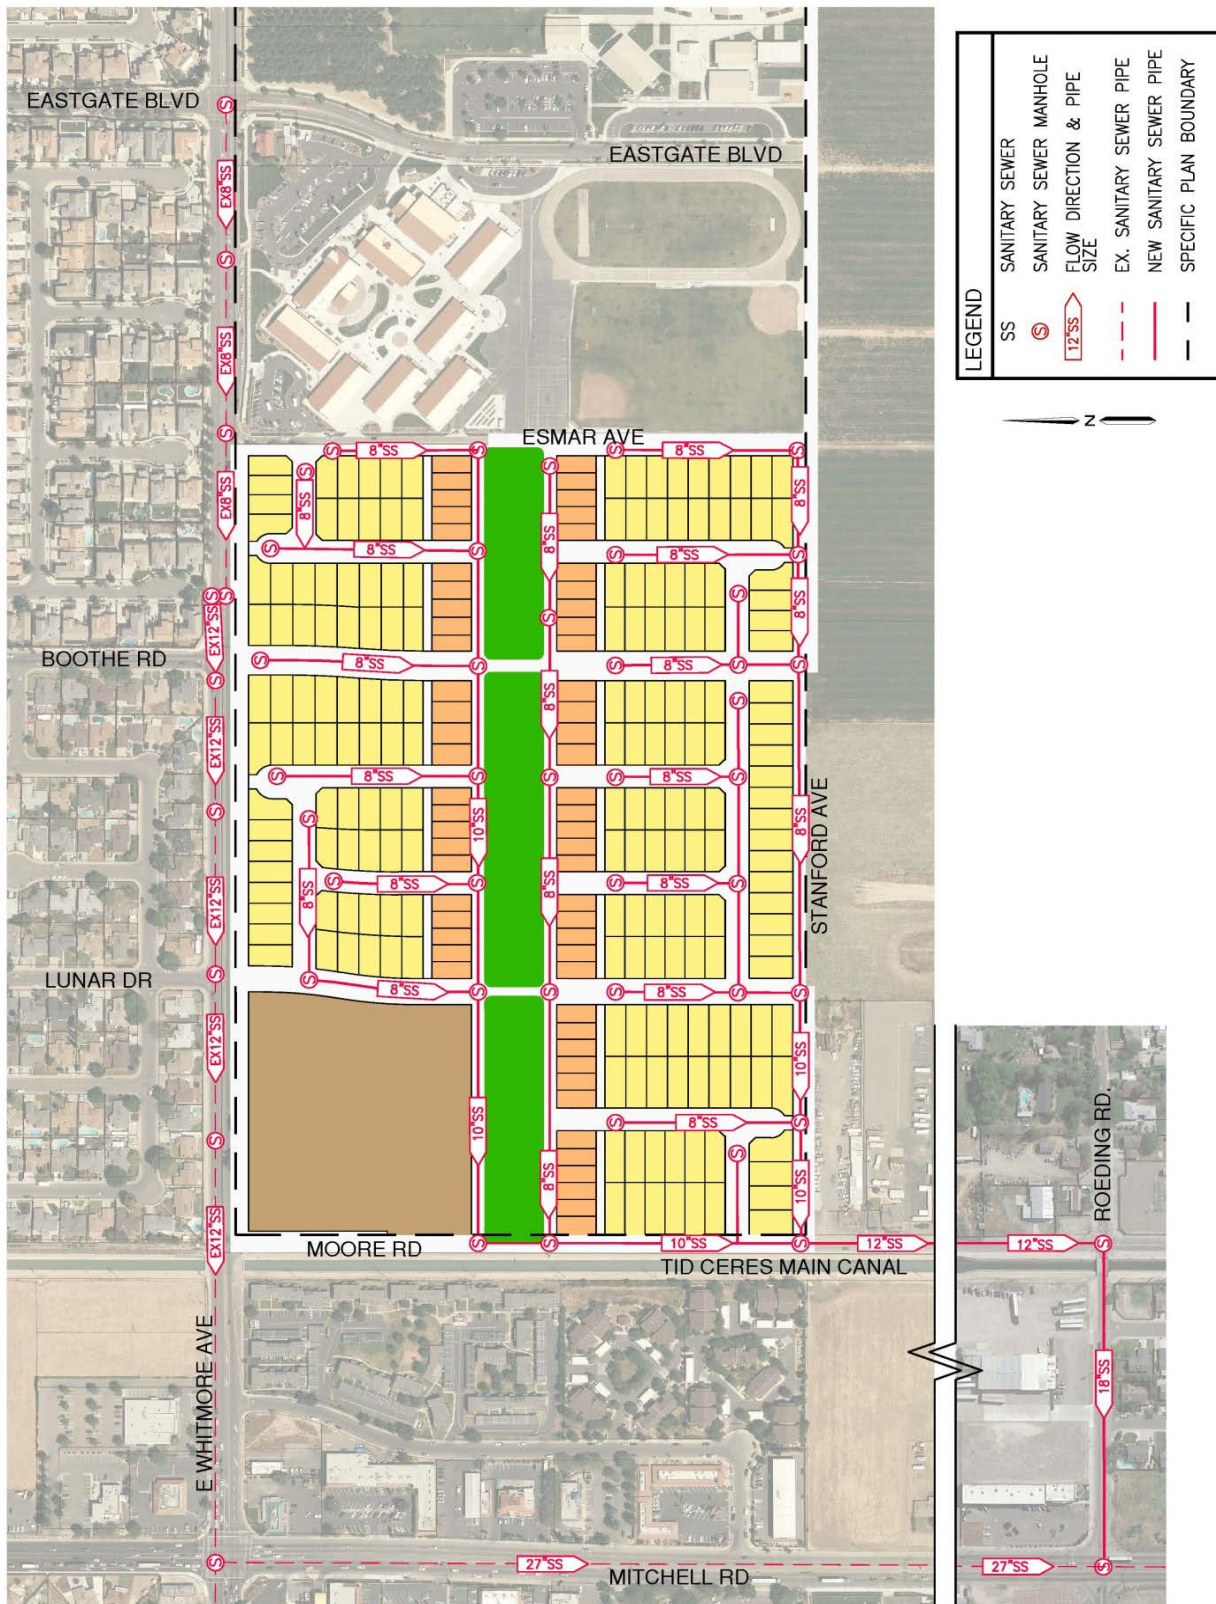 EASTGATE BLVD
EASTGATE BLVD
EX8"SS
EX8"SS
EX8"SS
ESMAR AVE
8"SS
8"SS
8"SS
8"SS
8"SS
8"SS
8"SS
EX12"SS
8"SS
BOOTHE RD
8"SS
8"SS
8"SS
EX12"SS
8"SS
8"SS
10"SS
8"SS
STANFORD AVE
EX12"SS
8"SS
8"SS
8"SS
8"SS
LUNAR DR
8"SS
8"SS
EX12"SS
10"SS
10"SS
8"SS
8"SS
10"SS
EX12"SS
MOORE RD
10"SS
12"SS
12"SS
TID CERES MAIN CANAL
ROEDING RD.
E WHITMORE AVE
18"SS
27"SS
27"SS
MITCHELL RD
LEGEND
SS SANITARY SEWER
S SANITARY SEWER MANHOLE
12"SS FLOW DIRECTION & PIPE
SIZE
EX. SANITARY SEWER PIPE
NEW SANITARY SEWER PIPE
SPECIFIC PLAN BOUNDARY
N